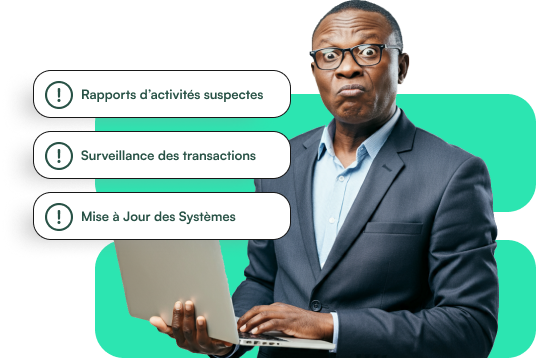 Rapports d’activités suspectes
Surveillance des transactions
Mise à Jour des Systèmes